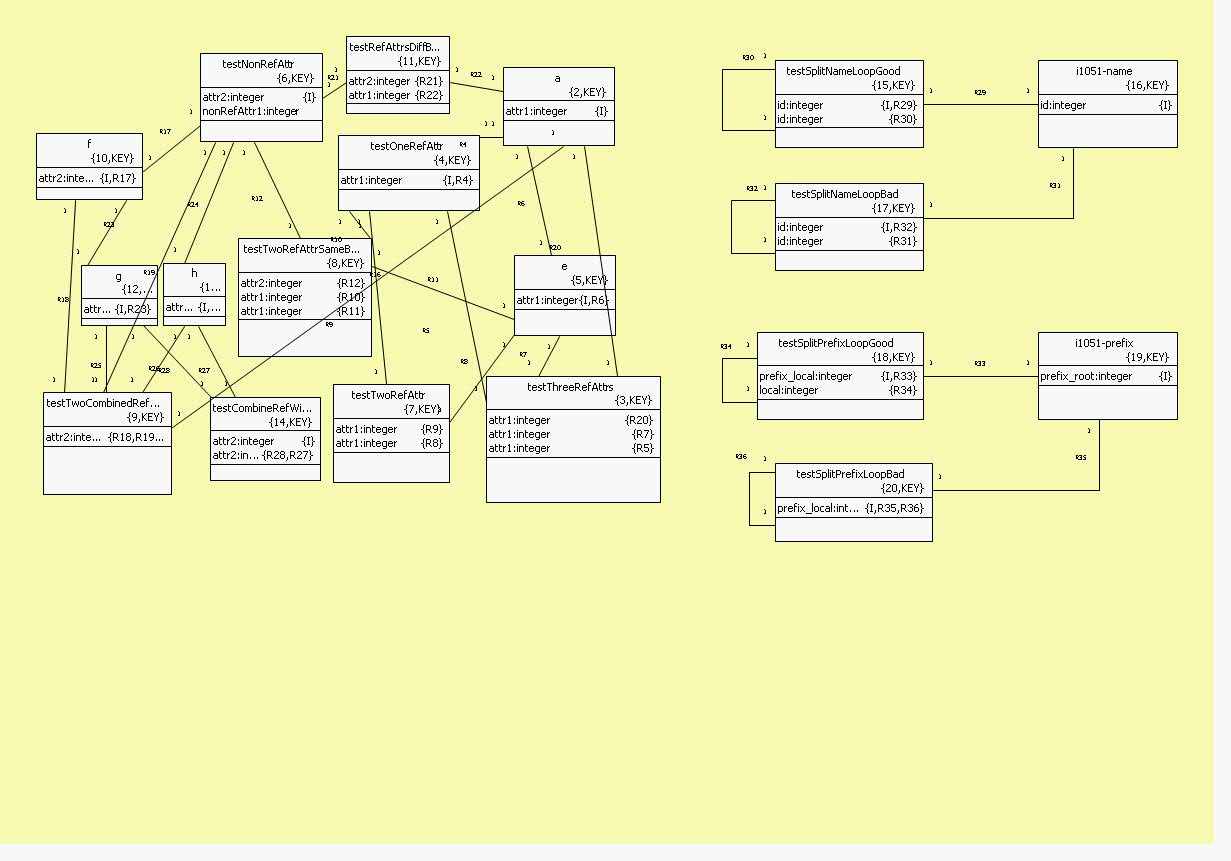 testNonRefAttr
{6,KEY}
attr2:integer {I}
nonRefAttr1:integer
testRefAttrsDiffB...
{11,KEY}
attr2:integer {R21}
attr1:integer {R22}
a
{2,KEY}
attr1:integer {I}
f
{10,KEY}
attr2:inte... {I,R17}
testOneRefAttr
{4,KEY}
attr1:integer {I,R4}
testTwoRefAttrSameB...
{8,KEY}
attr2:integer {R12}
attr1:integer {R10}
attr1:integer {R11}
e
{5,KEY}
attr1:integer{I,R6}
g
{12,...
attr... {I,R23}
h
{1...
attr... {I,...
testTwoCombinedRef...
{9,KEY}
attr2:inte... {R18,R19...
testCombineRefWi...
{14,KEY}
attr2:integer {I}
attr2:in... {R28,R27}
testTwoRefAttr
{7,KEY}
attr1:integer {R9}
attr1:integer {R8}
testThreeRefAttrs
{3,KEY}
attr1:integer {R20}
attr1:integer {R7}
attr1:integer {R5}
R17
R21
R22
R4
R24
R12
R23
R6
R20
R10
R16
R11
R19
R18
R9
R5
R7
R8
R25
R28
R27
testSplitNameLoopGood
{15,KEY}
id:integer {I,R29}
id:integer {R30}
R30
R29
i1051-name
{16,KEY}
id:integer {I}
testSplitNameLoopBad
{17,KEY}
id:integer {I,R32}
id:integer {R31}
R32
R31
testSplitPrefixLoopGood
{18,KEY}
prefix_local:integer {I,R33}
local:integer {R34}
R34
R33
i1051-prefix
{19,KEY}
prefix_root:integer {I}
testSplitPrefixLoopBad
{20,KEY}
prefix_local:int... {I,R35,R36}
R36
R35